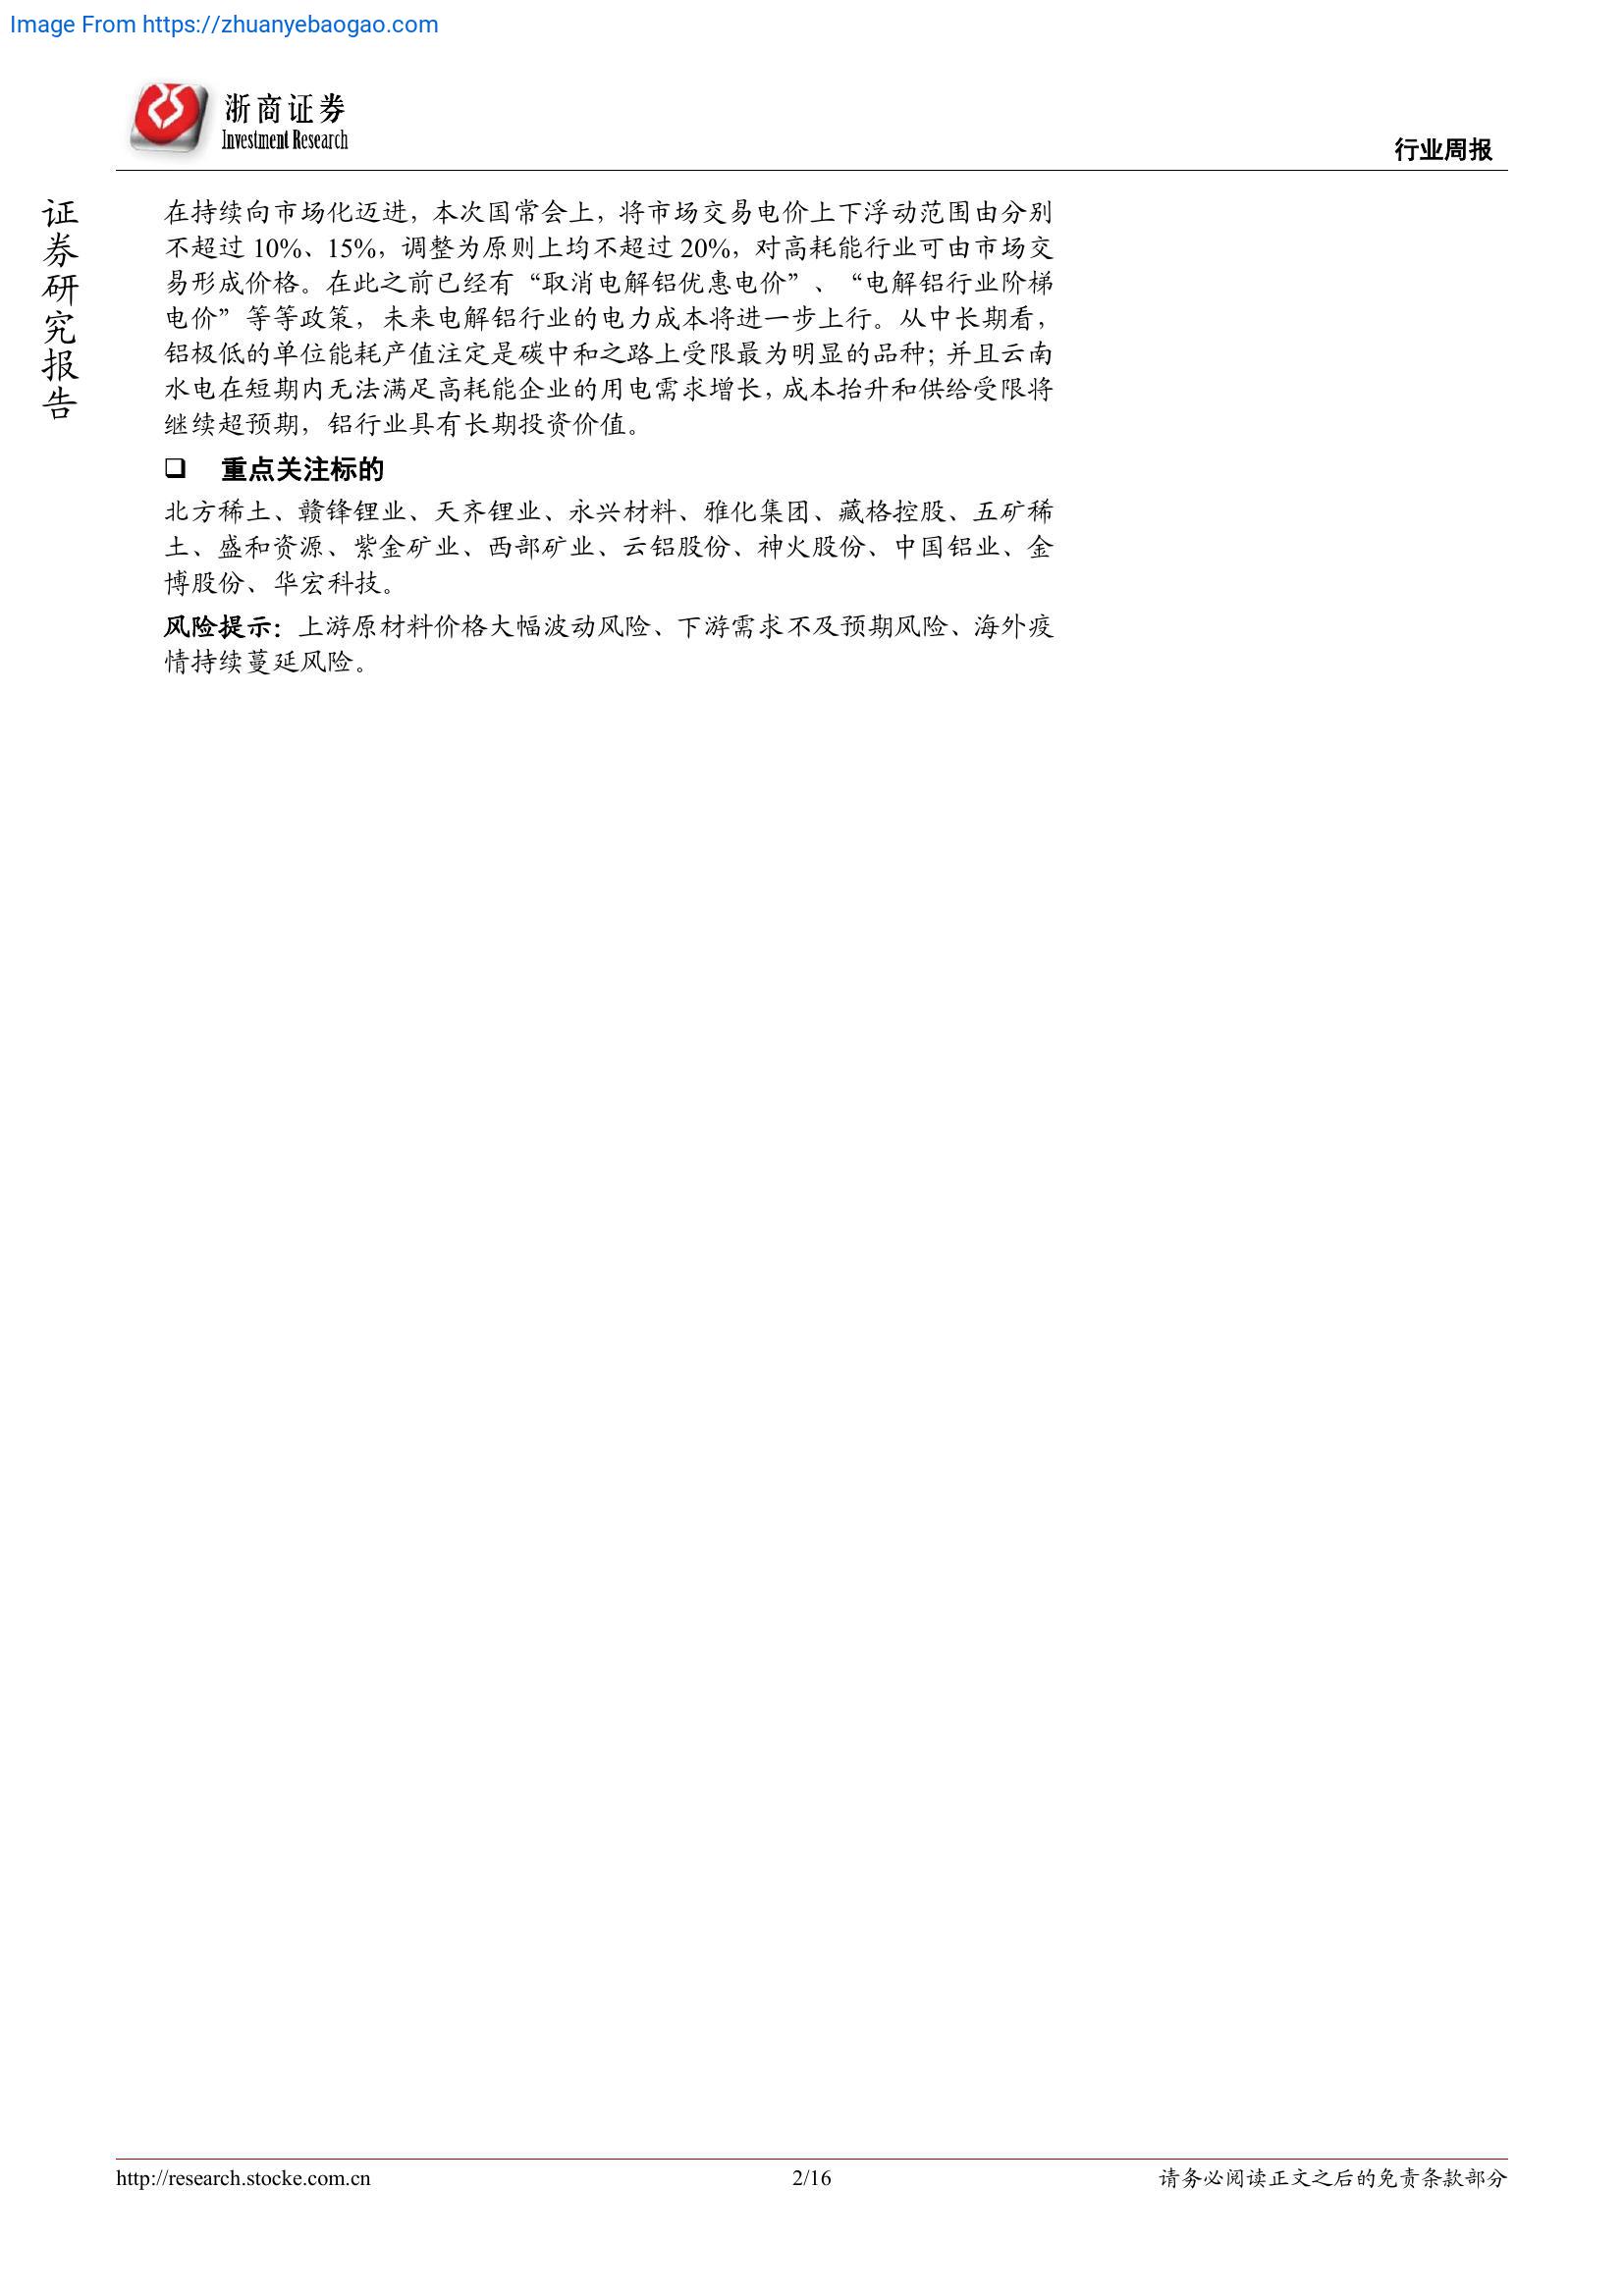 Image From https://zhuanyebaogao.com
浙商证券
Investment Research
行业周报
证券研究报告
在持续向市场化迈进，本次国常会上，将市场交易电价上下浮动范围由分别
不超过 10%、15%，调整为原则上均不超过 20%，对高耗能行业可由市场交
易形成价格。在此之前已经有“取消电解铝优惠电价”、“电解铝行业阶梯
电价”等等政策，未来电解铝行业的电力成本将进一步上行。从中长期看，
铝极低的单位能耗产值注定是碳中和之路上受限最为明显的品种；并且云南
水电在短期内无法满足高耗能企业的用电需求增长，成本抬升和供给受限将
继续超预期，铝行业具有长期投资价值。
❑ 重点关注标的
北方稀土、赣锋锂业、天齐锂业、永兴材料、雅化集团、藏格控股、五矿稀
土、盛和资源、紫金矿业、西部矿业、云铝股份、神火股份、中国铝业、金
博股份、华宏科技。
风险提示：上游原材料价格大幅波动风险、下游需求不及预期风险、海外疫
情持续蔓延风险。
http://research.stocke.com.cn
2/16
请务必阅读正文之后的免责条款部分